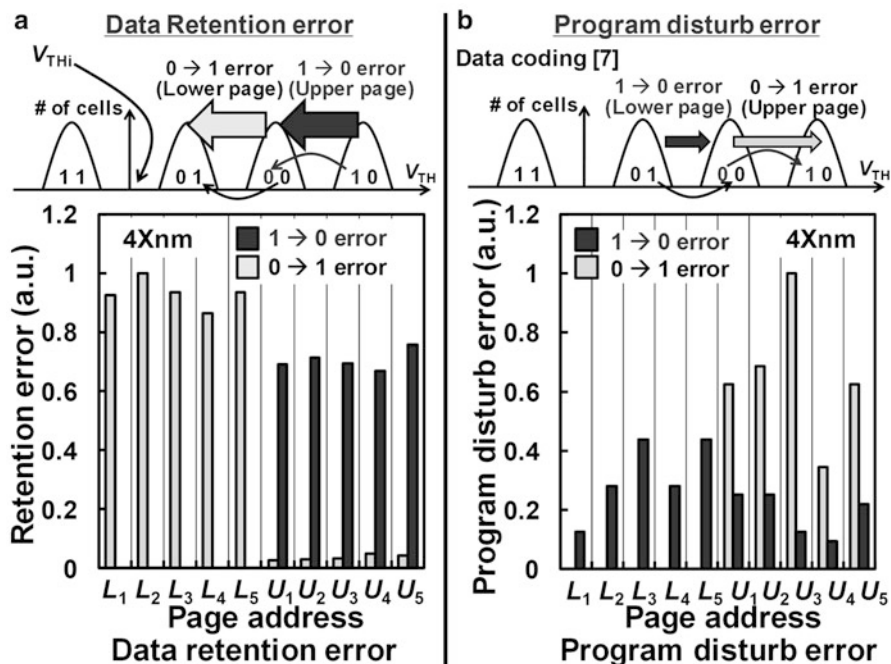 a Data Retention error
V_THi
0 → 1 error
(Lower page)
1 → 0 error
(Upper page)
# of cells
1 1
0 1
0 0
1 0
V_TH
1.2
1
0.8
0.6
0.4
0.2
0
Retention error (a.u.)
4Xnm
1 → 0 error
0 → 1 error
L1 L2 L3 L4 L5 U1 U2 U3 U4 U5
Page address
Data retention error
b Program disturb error
Data coding [7]
1 → 0 error
(Lower page)
0 → 1 error
(Upper page)
# of cells
1 1
0 1
0 0
1 0
V_TH
1.2
1
0.8
0.6
0.4
0.2
0
Program disturb error (a.u.)
1 → 0 error
0 → 1 error
4Xnm
L1 L2 L3 L4 L5 U1 U2 U3 U4 U5
Page address
Program disturb error